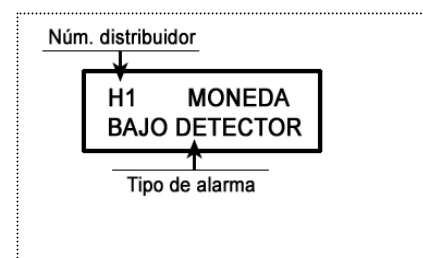 Núm. distribuidor
H1 MONEDA
BAJO DETECTOR
Tipo de alarma